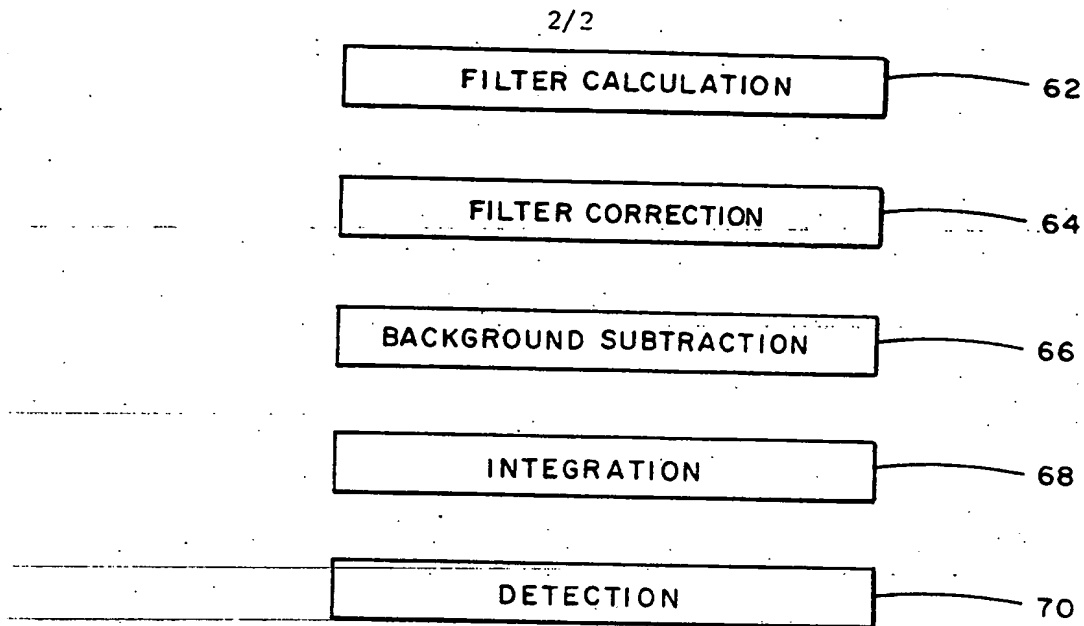 2/2
FILTER CALCULATION 62
FILTER CORRECTION 64
BACKGROUND SUBTRACTION 66
INTEGRATION 68
DETECTION 70